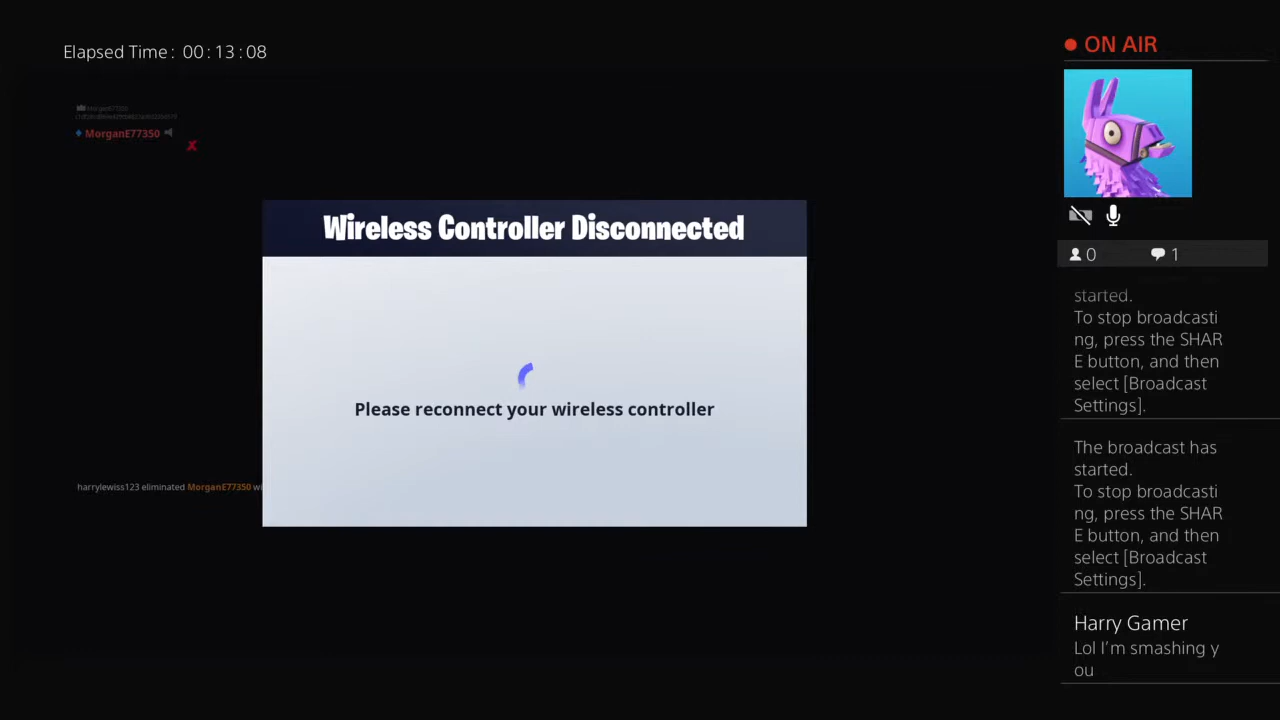 Elapsed Time: 00:13:08
ON AIR
MorganE77350
MorganE77350
Wireless Controller Disconnected
Please reconnect your wireless controller
harrylewiss123 eliminated MorganE77350 wi
0
1
started.
To stop broadcasti
ng, press the SHAR
E button, and then
select [Broadcast
Settings].
The broadcast has
started.
To stop broadcasti
ng, press the SHAR
E button, and then
select [Broadcast
Settings].
Harry Gamer
Lol I'm smashing y
ou